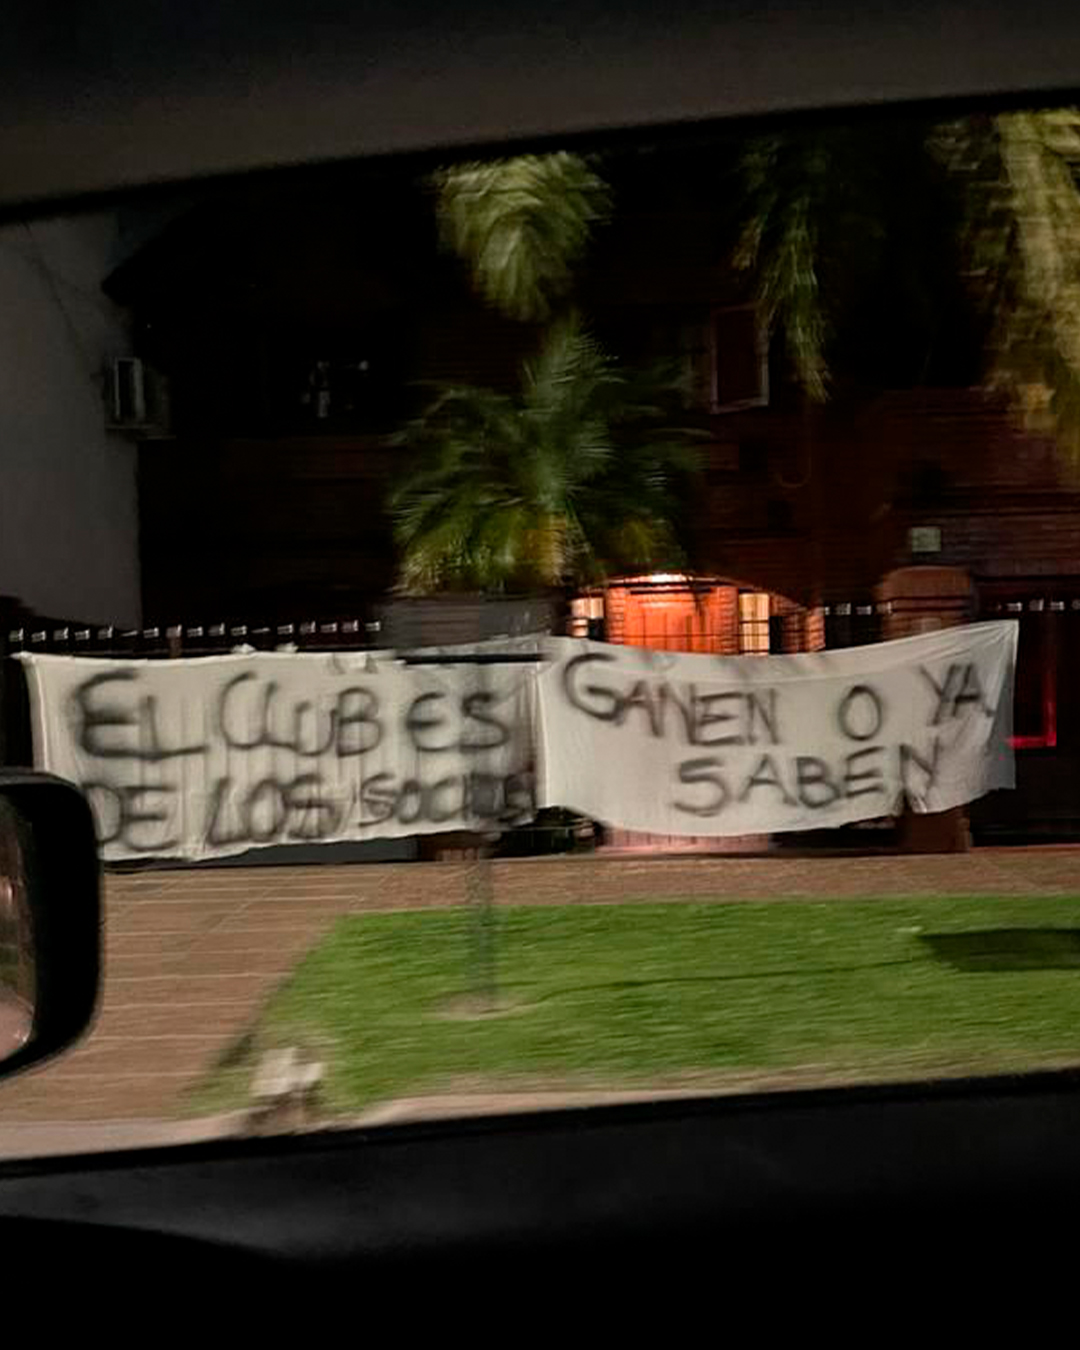 EL CLUB ES
DE LOS SOCIOS
GANEN O YA
SABEN